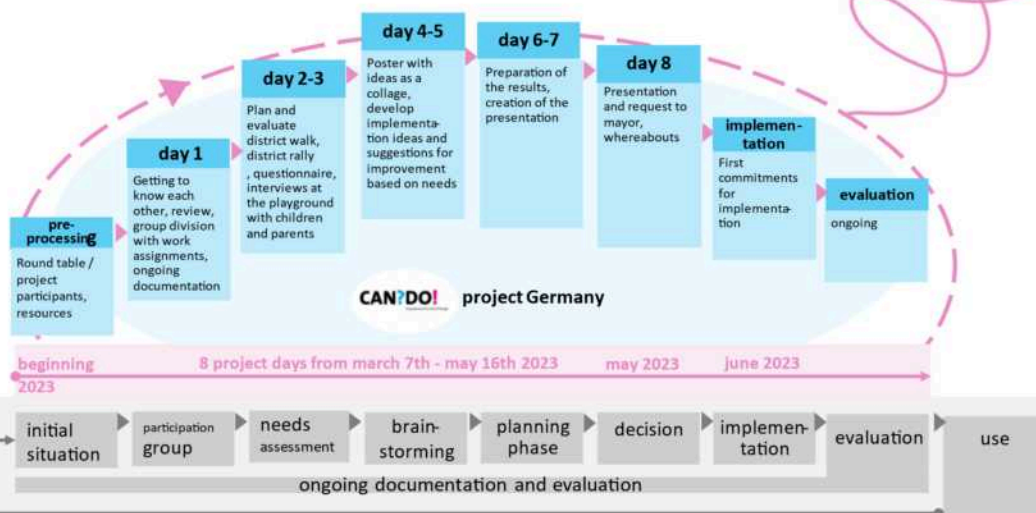 pre-
processing
Round table /
project
participants,
resources
day 1
Getting to
know each
other, review,
group division
with work
assignments,
ongoing
documentation
day 2-3
Plan and
evaluate
district walk,
district rally
, questionnaire,
interviews at
the playground
with children
and parents
day 4-5
Poster with
ideas as a
collage,
develop
implementa-
tion ideas and
suggestions for
improvement
based on needs
day 6-7
Preparation of
the results,
creation of the
presentation
day 8
Presentation
and request to
mayor,
whereabouts
implemen-
tation
First
commitments
for
implementa-
tion
evaluation
ongoing
CAN?DO! project Germany
beginning
2023
8 project days from march 7th - may 16th 2023
may 2023
june 2023
initial
situation
participation
group
needs
assessment
brain-
storming
planning
phase
decision
implemen-
tation
evaluation
use
ongoing documentation and evaluation